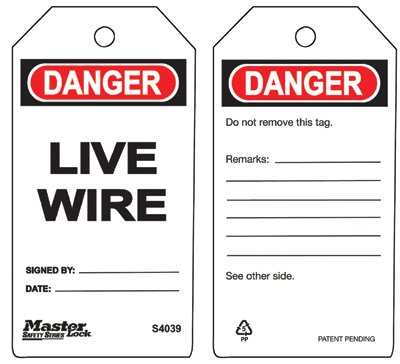 DANGER
LIVE
WIRE
SIGNED BY:
DATE:
Master Lock
SAFETY SERIES
S4039
DANGER
Do not remove this tag.
Remarks:
See other side.
5
PP
PATENT PENDING